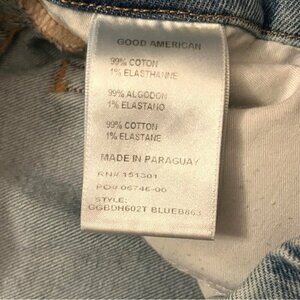 GOOD AMERICAN
99% COTON
1% ELASTHANNE
99% ALGODON
1% ELASTANO
99% COTTON
1% ELASTANE
MADE IN PARAGUAY
RN# 151301
PO# 06746-00
STYLE:
GGBDH602T BLUEB863